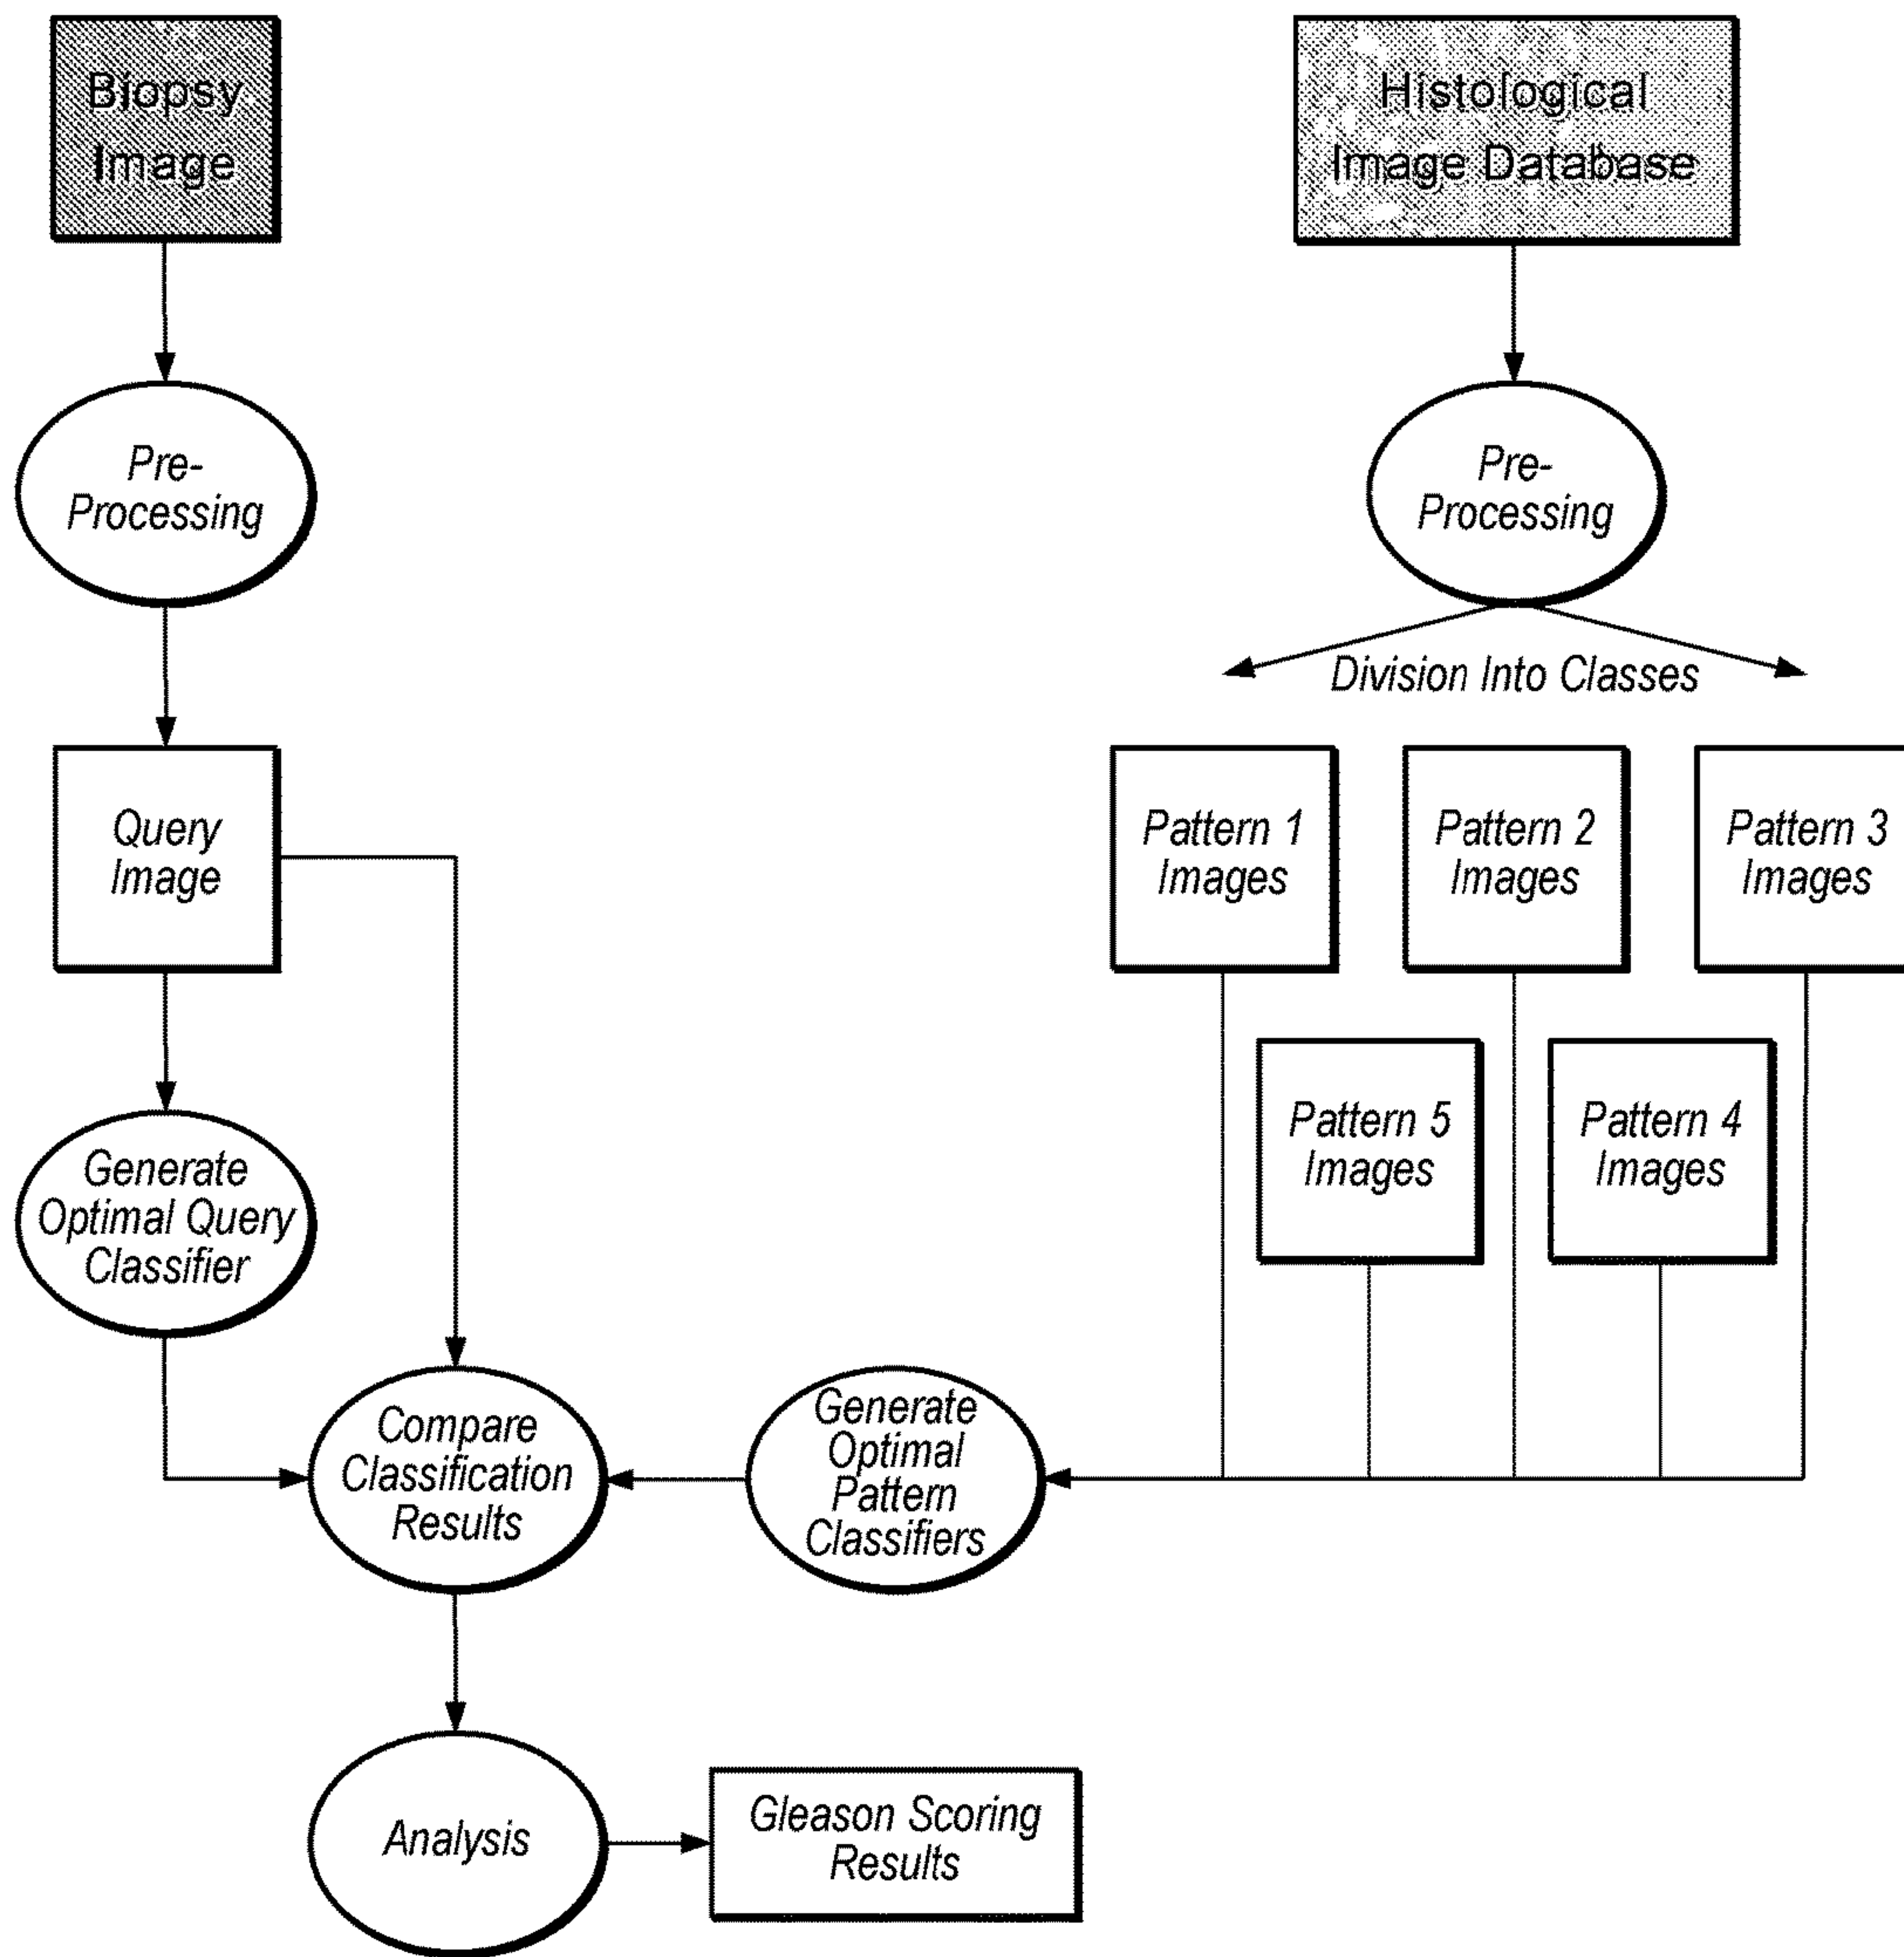 Biopsy
Image
Histological
Image Database
Pre-
Processing
Pre-
Processing
Division Into Classes
Query
Image
Pattern 1
Images
Pattern 2
Images
Pattern 3
Images
Pattern 5
Images
Pattern 4
Images
Generate
Optimal Query
Classifier
Compare
Classification
Results
Generate
Optimal
Pattern
Classifiers
Analysis
Gleason Scoring
Results